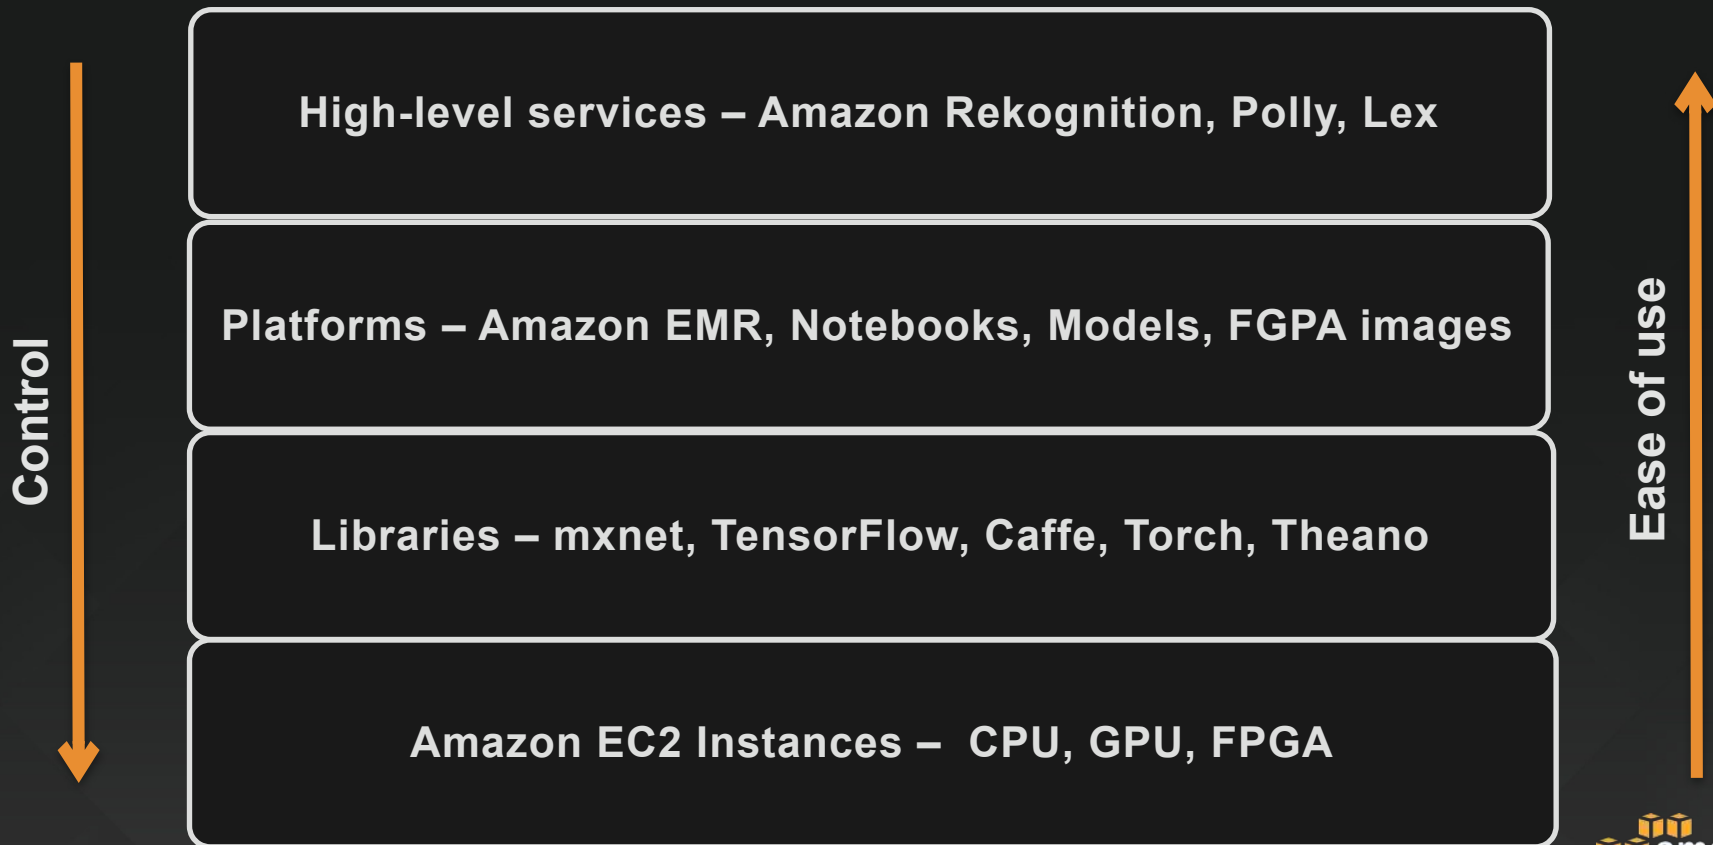 High-level services – Amazon Rekognition, Polly, Lex
Platforms – Amazon EMR, Notebooks, Models, FGPA images
Libraries – mxnet, TensorFlow, Caffe, Torch, Theano
Amazon EC2 Instances –  CPU, GPU, FPGA
Control
Ease of use